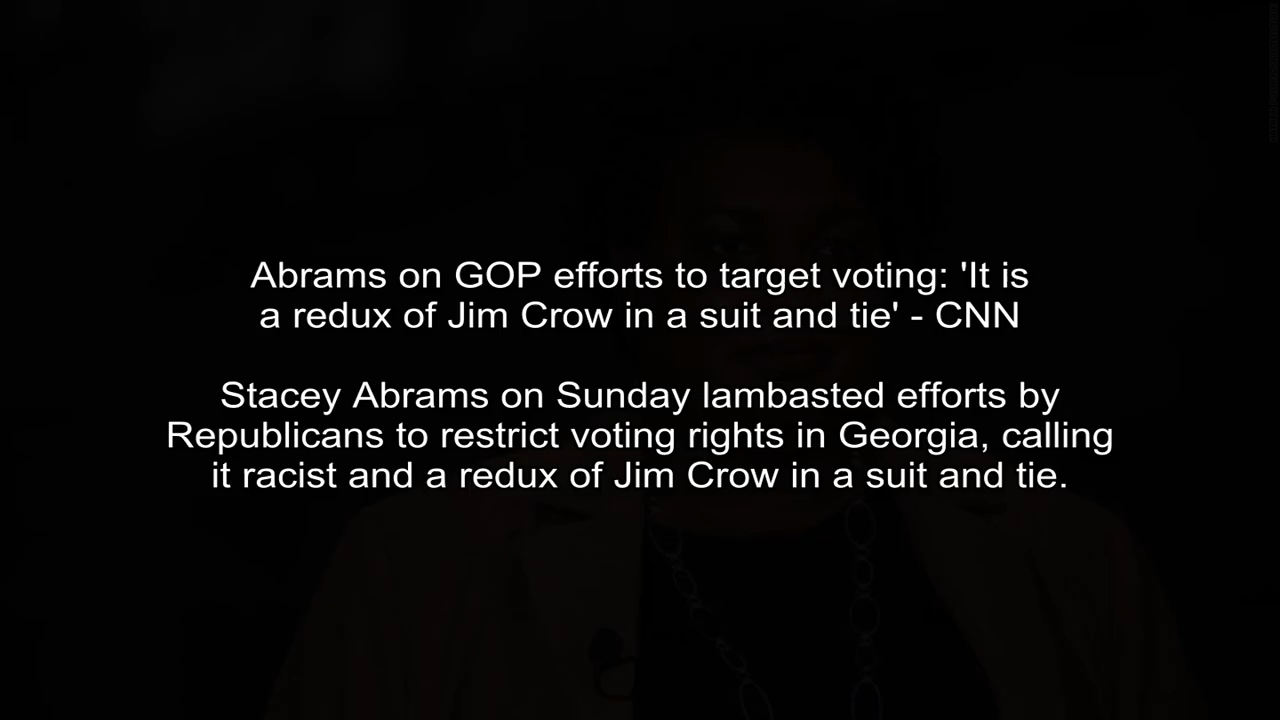 Abrams on GOP efforts to target voting: 'It is
a redux of Jim Crow in a suit and tie' - CNN
Stacey Abrams on Sunday lambasted efforts by
Republicans to restrict voting rights in Georgia, calling
it racist and a redux of Jim Crow in a suit and tie.